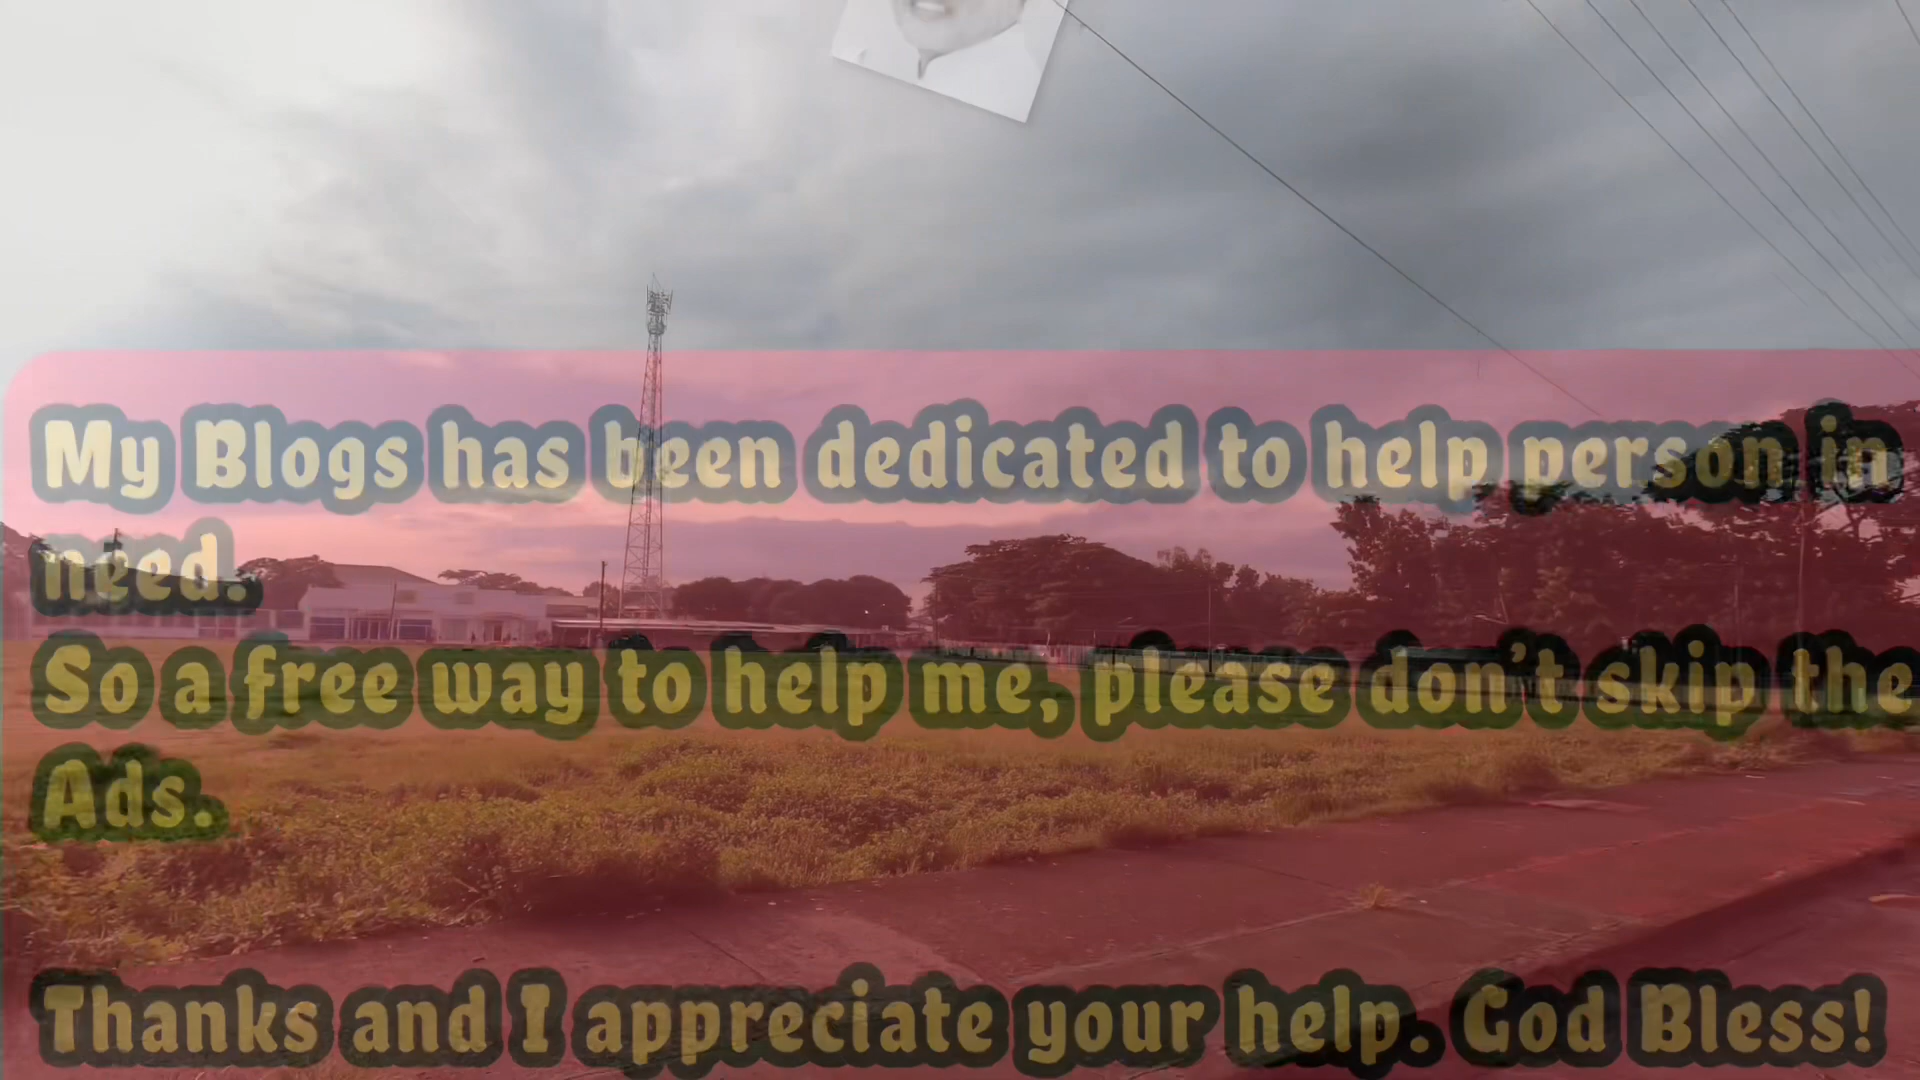 My Blogs has been dedicated to help person in
need.
So a free way to help me, please don't skip the
Ads.
Thanks and I appreciate your help. God Bless!